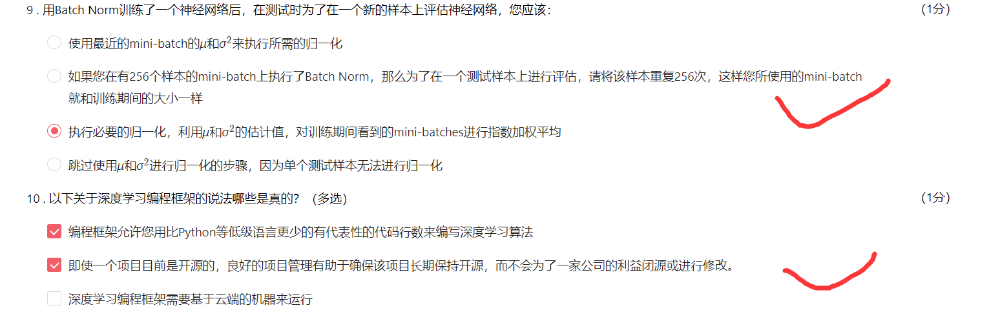 9 . 用Batch Norm训练了一个神经网络后，在测试时为了在一个新的样本上评估神经网络，您应该： （1分）
使用最近的mini-batch的μ和σ²来执行所需的归一化
如果您在有256个样本的mini-batch上执行了Batch Norm，那么为了在一个测试样本上进行评估，请将该样本重复256次，这样您所使用的mini-batch
就和训练期间的大小一样
执行必要的归一化，利用μ和σ²的估计值，对训练期间看到的mini-batches进行指数加权平均
跳过使用μ和σ²进行归一化的步骤，因为单个测试样本无法进行归一化
10 . 以下关于深度学习编程框架的说法哪些是真的？（多选） （1分）
编程框架允许您用比Python等低级语言更少的有代表性的代码行数来编写深度学习算法
即使一个项目目前是开源的，良好的项目管理有助于确保该项目长期保持开源，而不会为了一家公司的利益闭源或进行修改。
深度学习编程框架需要基于云端的机器来运行